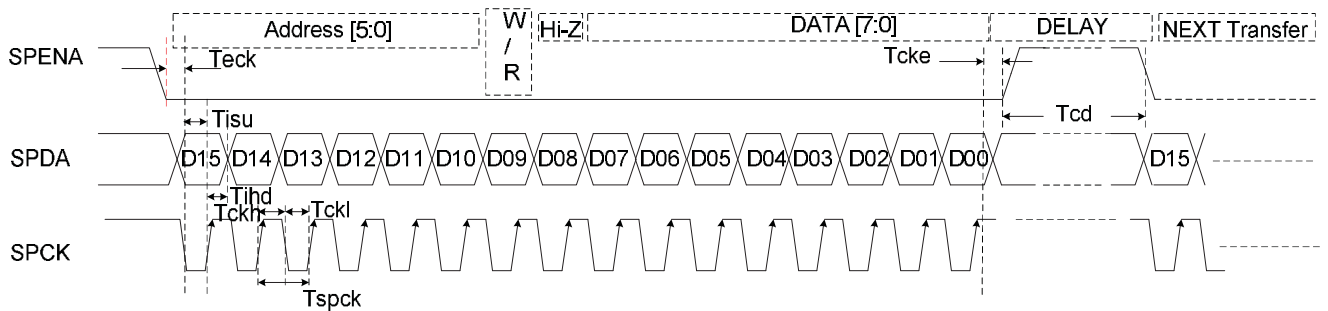 Address [5:0] W / R Hi-Z DATA [7:0] DELAY NEXT Transfer
SPENA Teck Tcke
Tisu Tcd
SPDA D15 D14 D13 D12 D11 D10 D09 D08 D07 D06 D05 D04 D03 D02 D01 D00 D15
Tihd
Tckh Tckl
SPCK
Tspck